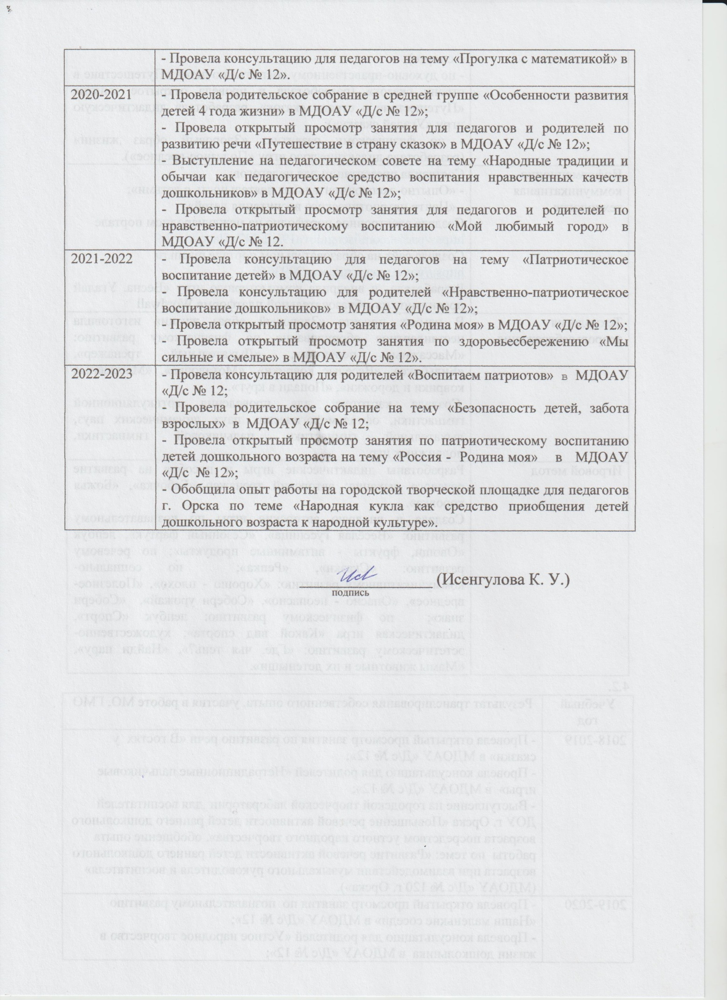 - Провела консультацию для педагогов на тему «Прогулка с математикой» в
МДОАУ «Д/с № 12».
2020-2021 - Провела родительское собрание в средней группе «Особенности развития
детей 4 года жизни» в МДОАУ «Д/с № 12»;
- Провела открытый просмотр занятия для педагогов и родителей по
развитию речи «Путешествие в страну сказок» в МДОАУ «Д/с № 12»;
- Выступление на педагогическом совете на тему «Народные традиции и
обычаи как педагогическое средство воспитания нравственных качеств
дошкольников» в МДОАУ «Д/с № 12»;
- Провела открытый просмотр занятия для педагогов и родителей по
нравственно-патриотическому воспитанию «Мой любимый город» в
МДОАУ «Д/с № 12.
2021-2022 - Провела консультацию для педагогов на тему «Патриотическое
воспитание детей» в МДОАУ «Д/с № 12»;
- Провела консультацию для родителей «Нравственно-патриотическое
воспитание дошкольников» в МДОАУ «Д/с № 12»;
- Провела открытый просмотр занятия «Родина моя» в МДОАУ «Д/с № 12»;
- Провела открытый просмотр занятия по здоровьесбережению «Мы
сильные и смелые» в МДОАУ «Д/с № 12».
2022-2023 - Провела консультацию для родителей «Воспитаем патриотов» в МДОАУ
«Д/с № 12;
- Провела родительское собрание на тему «Безопасность детей, забота
взрослых» в МДОАУ «Д/с № 12;
- Провела открытый просмотр занятия по патриотическому воспитанию
детей дошкольного возраста на тему «Россия - Родина моя» в МДОАУ
«Д/с № 12»;
- Обобщила опыт работы на городской творческой площадке для педагогов
г. Орска по теме «Народная кукла как средство приобщения детей
дошкольного возраста к народной культуре».
(Исенгулова К. У.)
подпись